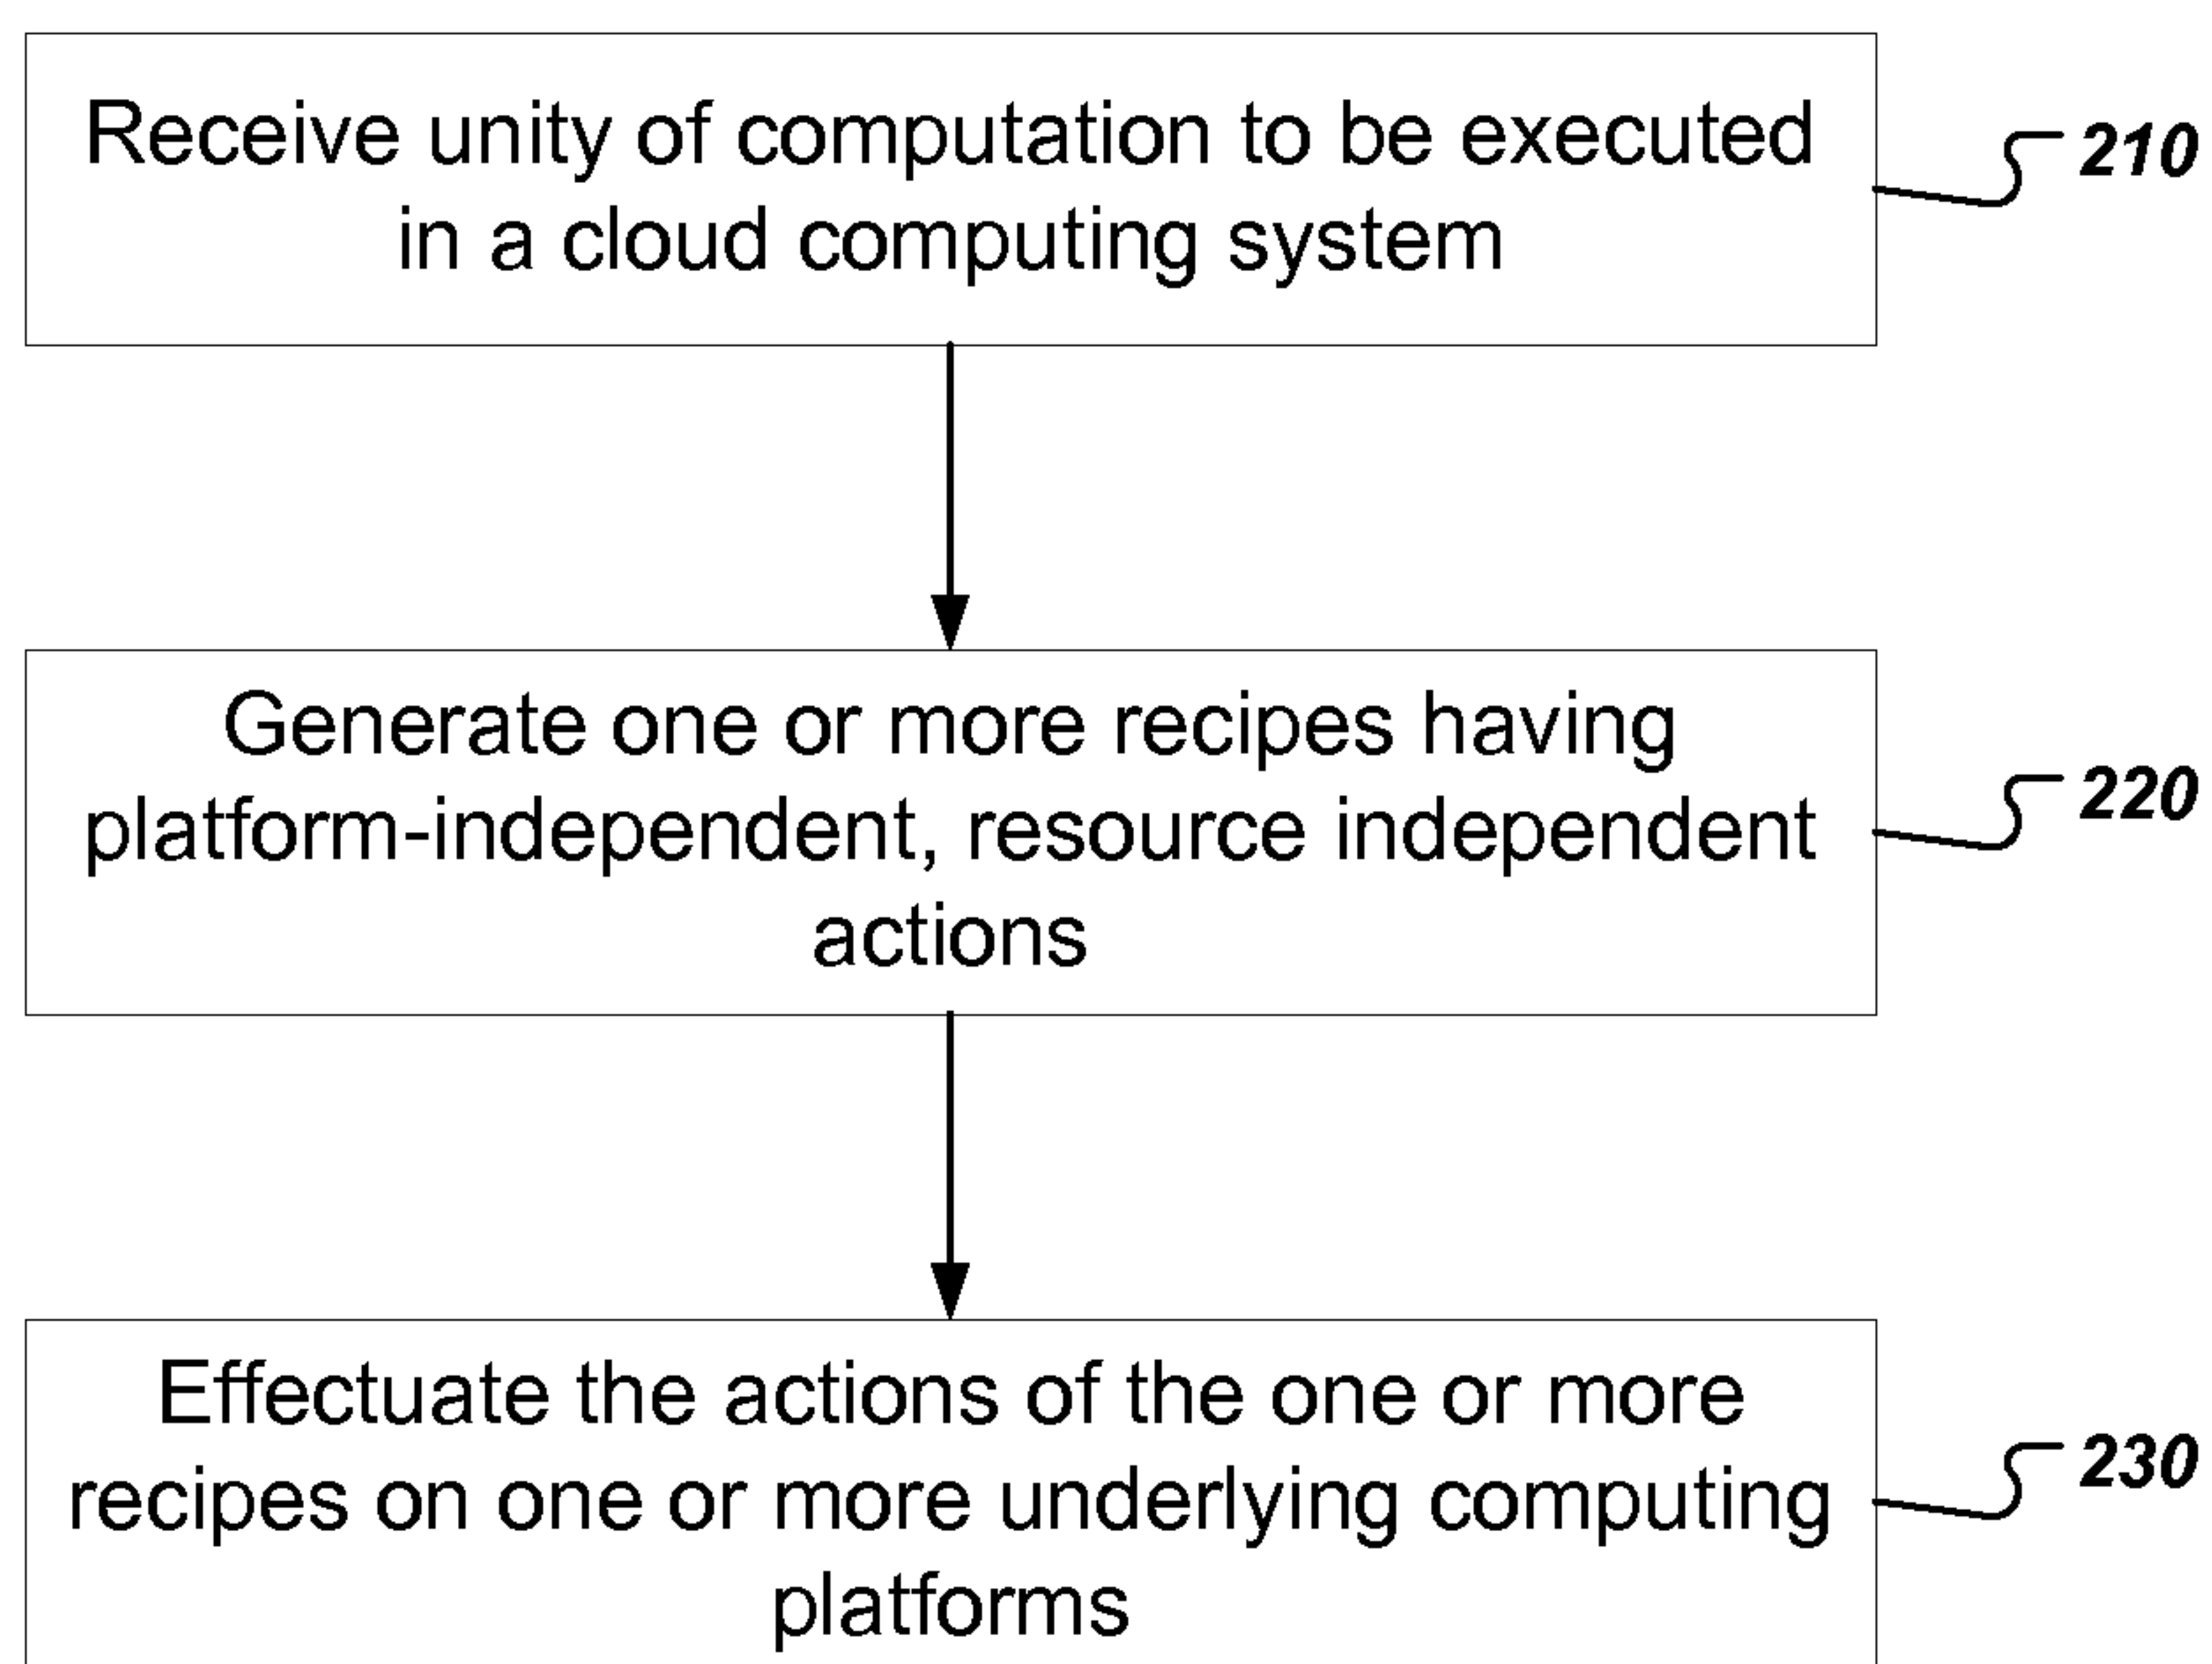 Receive unity of computation to be executed
in a cloud computing system
210
Generate one or more recipes having
platform-independent, resource independent
actions
220
Effectuate the actions of the one or more
recipes on one or more underlying computing
platforms
230